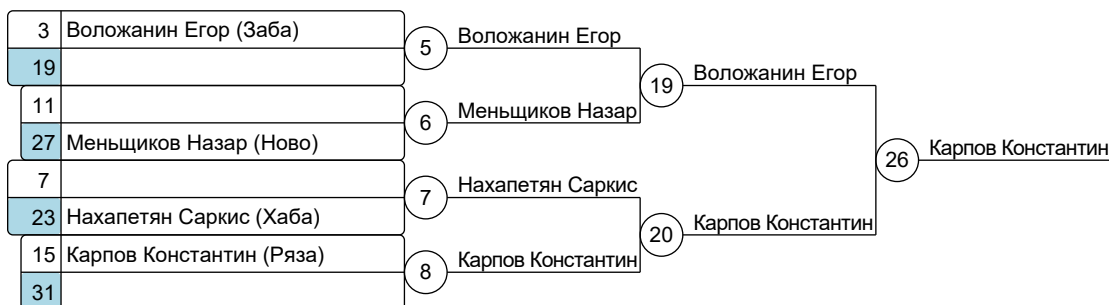 3 Воложанин Егор (Заба)
19
11
27 Меньщиков Назар (Ново)
7
23 Нахапетян Саркис (Хаба)
15 Карпов Константин (Ряза)
31
5 Воложанин Егор
6 Меньщиков Назар
7 Нахапетян Саркис
8 Карпов Константин
19 Воложанин Егор
20 Карпов Константин
26 Карпов Константин